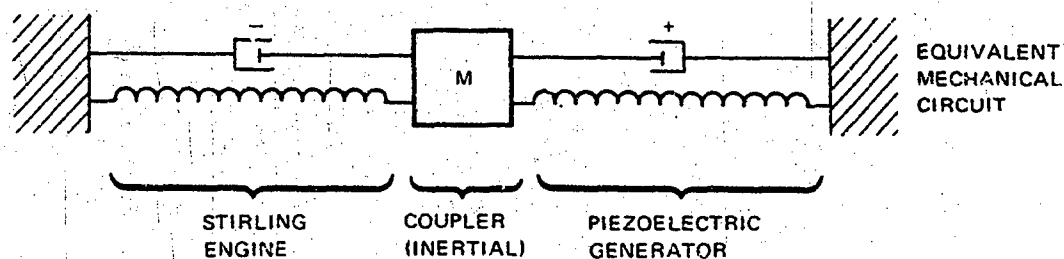 −
+
M
EQUIVALENT
MECHANICAL
CIRCUIT
STIRLING
ENGINE
COUPLER
(INERTIAL)
PIEZOELECTRIC
GENERATOR